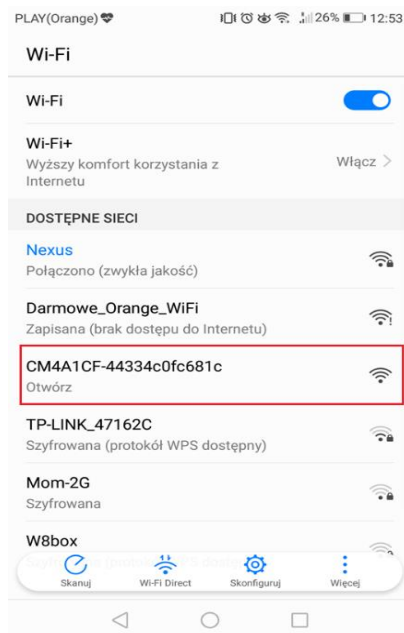 PLAY(Orange) 26% 12:53
Wi-Fi
Wi-Fi
Wi-Fi+
Wyższy komfort korzystania z
Internetu
Włącz
DOSTĘPNE SIECI
Nexus
Połączono (zwykła jakość)
Darmowe_Orange_WiFi
Zapisana (brak dostępu do Internetu)
CM4A1CF-44334c0fc681c
Otwórz
TP-LINK_47162C
Szyfrowana (protokół WPS dostępny)
Mom-2G
Szyfrowana
W8box
Skanuj Wi-Fi Direct Skonfiguruj Więcej